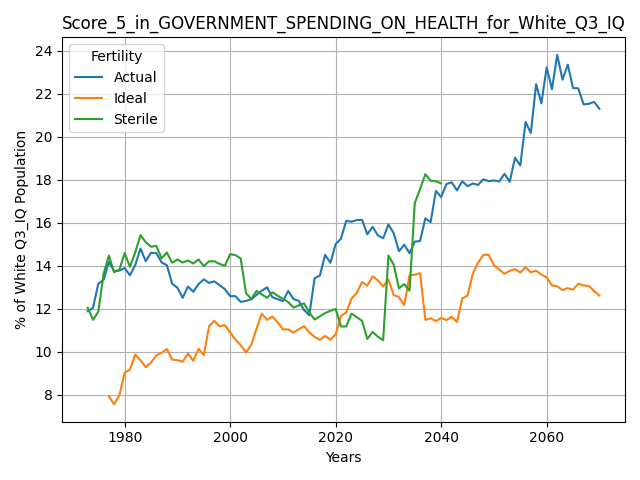 Score_5_in_GOVERNMENT_SPENDING_ON_HEALTH_for_White_Q3_IQ
Fertility
Actual
Ideal
Sterile
% of White Q3_IQ Population
24
22
20
18
16
14
12
10
8
1980 2000 2020 2040 2060
Years